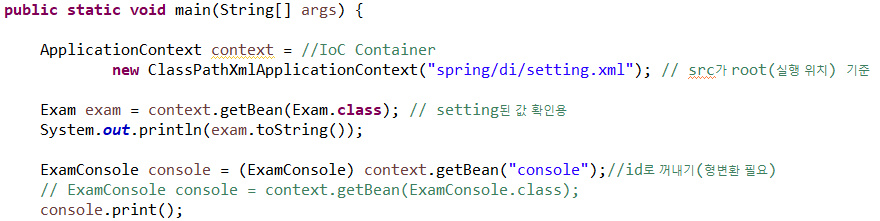 public static void main(String[] args) {
ApplicationContext context = //IoC Container
new ClassPathXmlApplicationContext("spring/di/setting.xml"); // src가 root(실행 위치) 기준
Exam exam = context.getBean(Exam.class); // setting된 값 확인용
System.out.println(exam.toString());
ExamConsole console = (ExamConsole) context.getBean("console");//id로 꺼내기(형변환 필요)
// ExamConsole console = context.getBean(ExamConsole.class);
console.print();